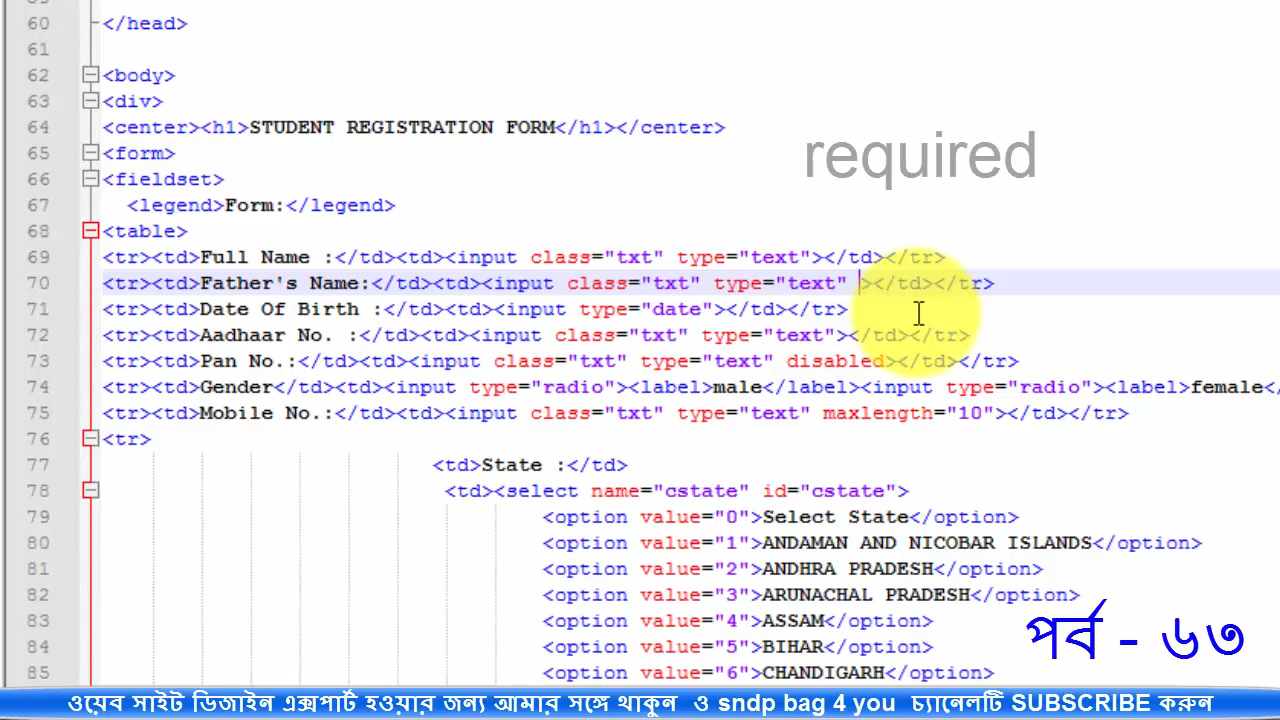 60 </head>
61
62 <body>
63 <div>
64 <center><h1>STUDENT REGISTRATION FORM</h1></center>
required
65 <form>
66 <fieldset>
67 <legend>Form:</legend>
68 <table>
69 <tr><td>Full Name :</td><td><input class="txt" type="text"></td></tr>
70 <tr><td>Father's Name:</td><td><input class="txt" type="text" ></td></tr>
71 <tr><td>Date Of Birth :</td><td><input type="date"></td></tr>
72 <tr><td>Aadhaar No. :</td><td><input class="txt" type="text"></td></tr>
73 <tr><td>Pan No.:</td><td><input class="txt" type="text" disabled></td></tr>
74 <tr><td>Gender</td><td><input type="radio"><label>male</label><input type="radio"><label>female</
75 <tr><td>Mobile No.:</td><td><input class="txt" type="text" maxlength="10"></td></tr>
76 <tr>
77 <td>State :</td>
78 <td><select name="cstate" id="cstate">
79 <option value="0">Select State</option>
80 <option value="1">ANDAMAN AND NICOBAR ISLANDS</option>
81 <option value="2">ANDHRA PRADESH</option>
82 <option value="3">ARUNACHAL PRADESH</option>
83 <option value="4">ASSAM</option>
84 <option value="5">BIHAR</option>
85 <option value="6">CHANDIGARH</option>
পর্ব - ৬৩
ওয়েব সাইট ডিজাইন এক্সপার্ট হওয়ার জন্য আমার সঙ্গে থাকুন ও sndp bag 4 you চ্যানেলটি SUBSCRIBE করুন